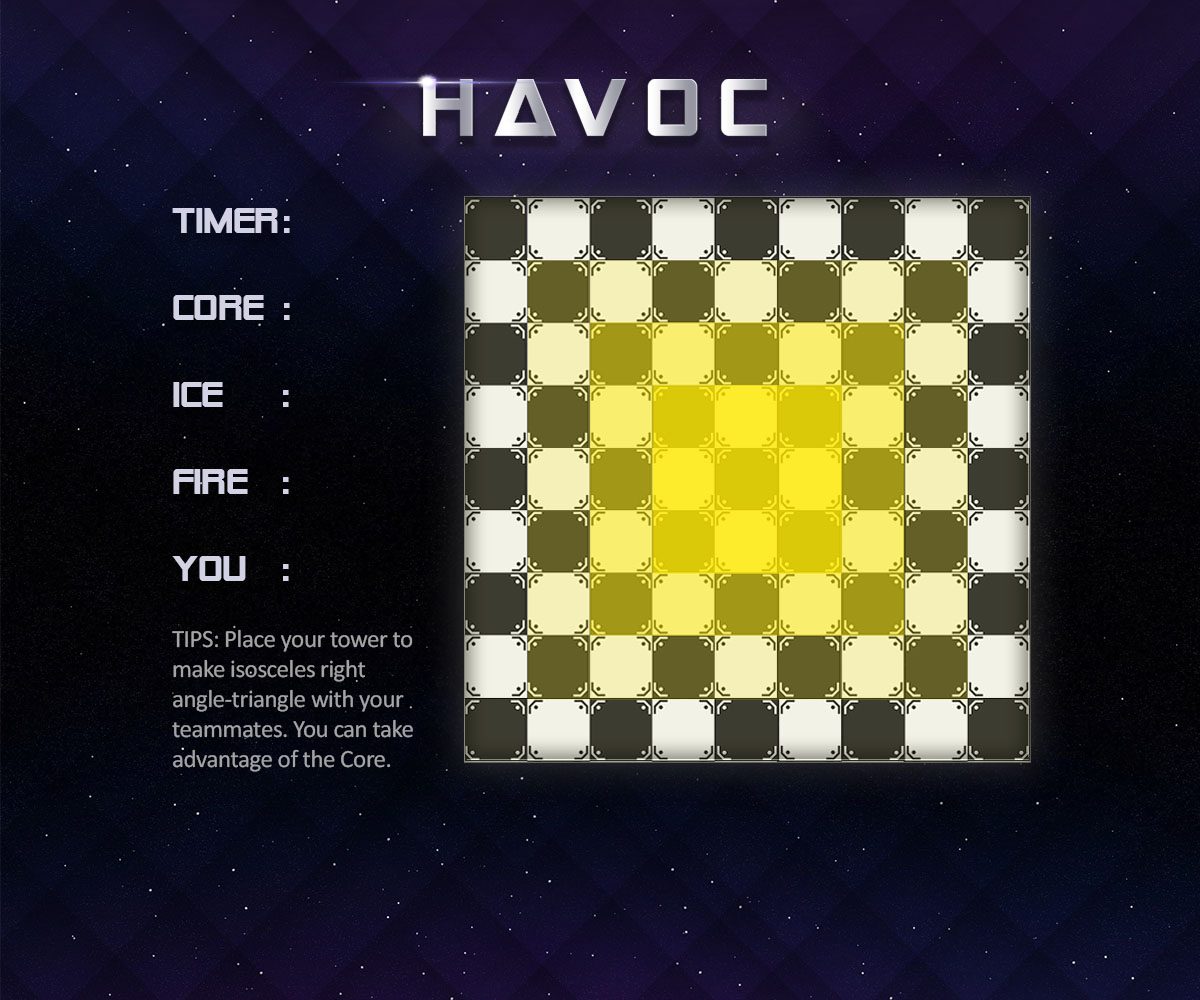 HAVOC
TIMER:
CORE :
ICE :
FIRE :
YOU :
TIPS: Place your tower to
make isosceles right
angle-triangle with your
teammates. You can take
advantage of the Core.